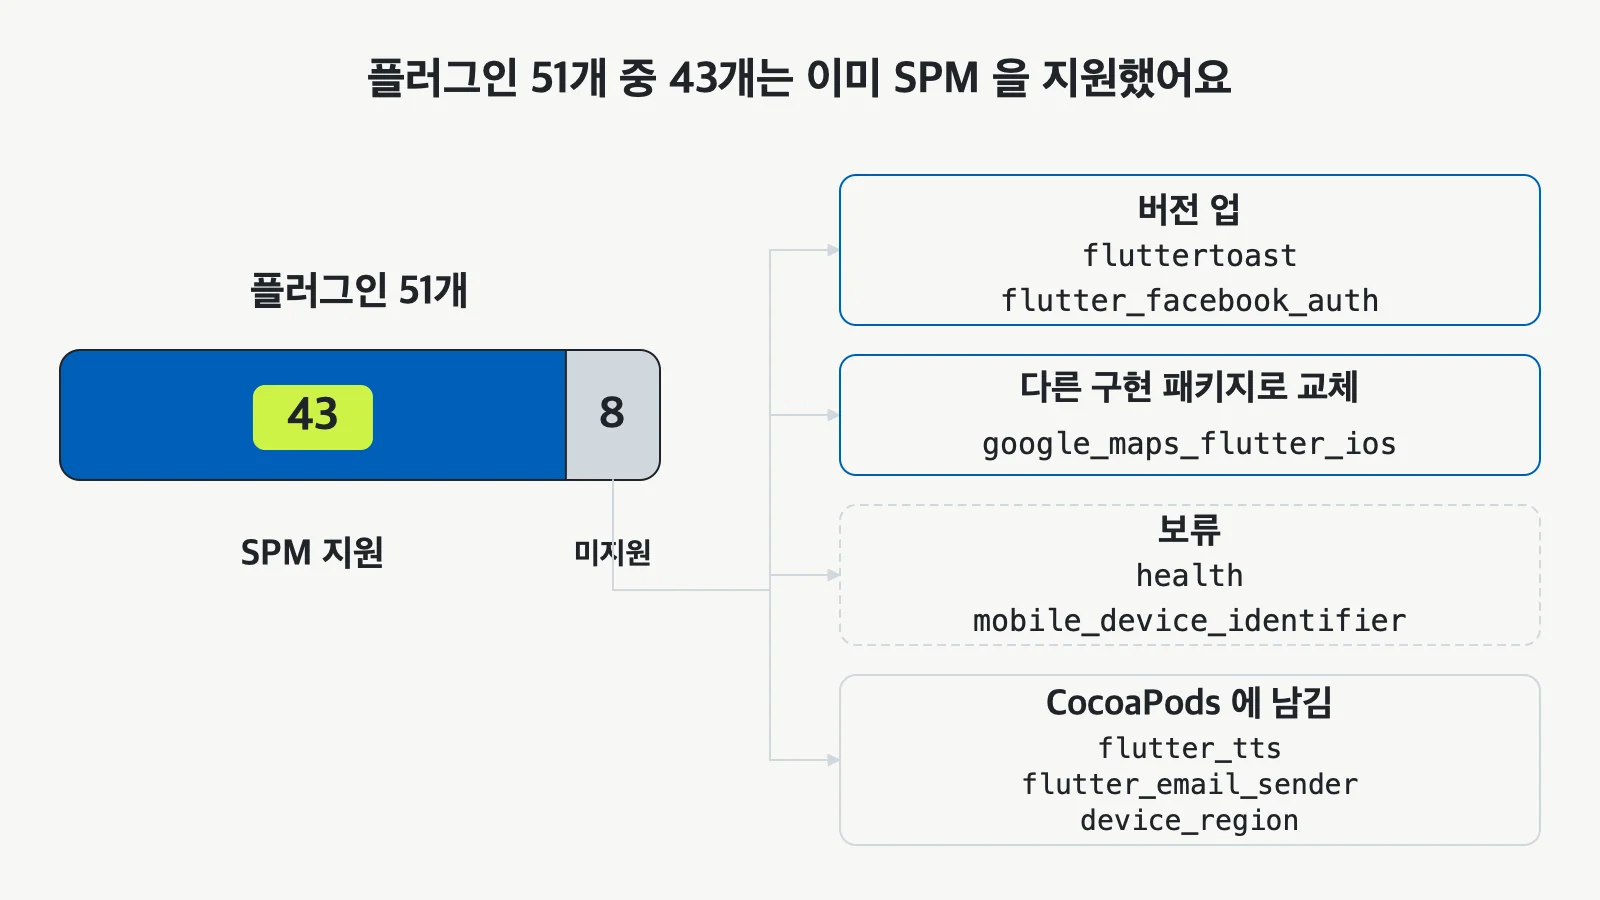 플러그인 51개 중 43개는 이미 SPM 을 지원했어요
플러그인 51개
43
8
SPM 지원
미지원
버전 업
fluttertoast
flutter_facebook_auth
다른 구현 패키지로 교체
google_maps_flutter_ios
보류
health
mobile_device_identifier
CocoaPods 에 남김
flutter_tts
flutter_email_sender
device_region